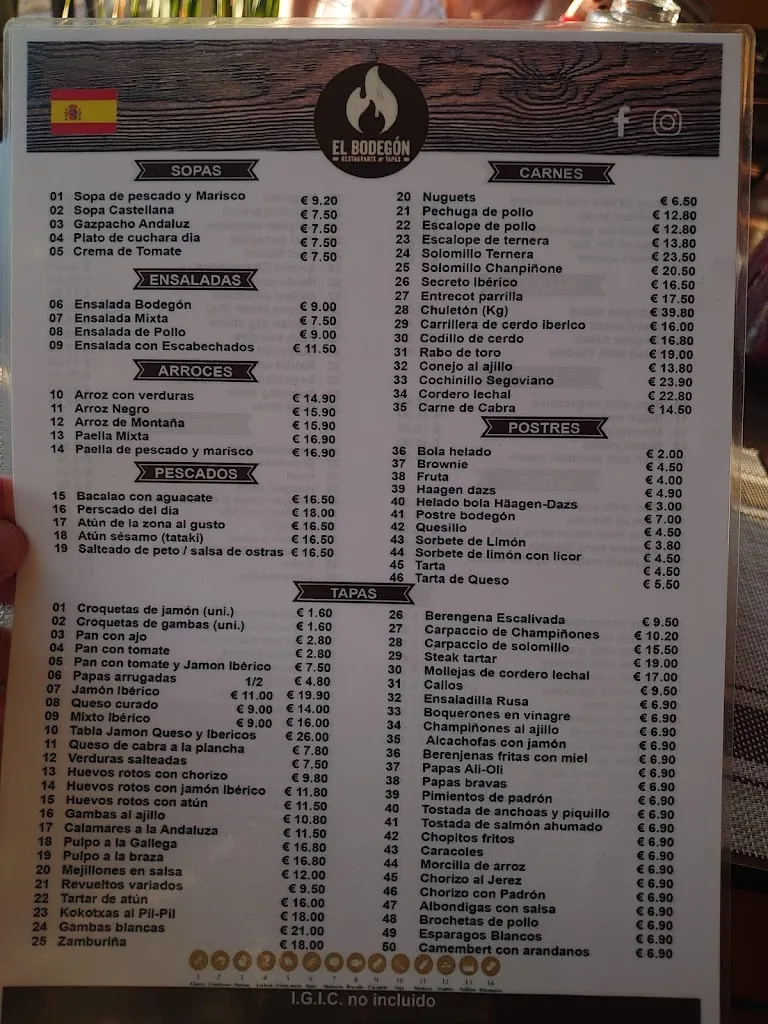 EL BODEGÓN
RESTAURANTE TAPAS
SOPAS
01 Sopa de pescado y Marisco € 9.20
02 Sopa Castellana € 7.50
03 Gazpacho Andaluz € 7.50
04 Plato de cuchara dia € 7.50
05 Crema de Tomate € 7.50
ENSALADAS
06 Ensalada Bodegón € 9.00
07 Ensalada Mixta € 7.50
08 Ensalada de Pollo € 9.00
09 Ensalada con Escabechados € 11.50
ARROCES
10 Arroz con verduras € 14.90
11 Arroz Negro € 15.90
12 Arroz de Montaña € 15.90
13 Paella Mixta € 16.90
14 Paella de pescado y marisco € 16.90
PESCADOS
15 Bacalao con aguacate € 16.50
16 Perscado del dia € 18.00
17 Atún de la zona al gusto € 16.50
18 Atún sésamo (tataki) € 16.50
19 Salteado de peto / salsa de ostras € 16.50
CARNES
20 Nuguets € 6.50
21 Pechuga de pollo € 12.80
22 Escalope de pollo € 12.80
23 Escalope de ternera € 13.80
24 Solomillo Ternera € 23.50
25 Solomillo Chanpiñone € 20.50
26 Secreto Ibérico € 16.50
27 Entrecot parrilla € 17.50
28 Chuletón (Kg) € 39.80
29 Carrillera de cerdo iberico € 16.00
30 Codillo de cerdo € 16.80
31 Rabo de toro € 19.00
32 Conejo al ajillo € 13.80
33 Cochinillo Segoviano € 23.90
34 Cordero lechal € 22.80
35 Carne de Cabra € 14.50
POSTRES
36 Bola helado € 2.00
37 Brownie € 4.50
38 Fruta € 4.00
39 Haagen dazs € 4.90
40 Helado bola Häagen-Dazs € 3.00
41 Postre bodegón € 7.00
42 Quesillo € 4.50
43 Sorbete de Limón € 3.80
44 Sorbete de limón con licor € 4.50
45 Tarta € 4.50
46 Tarta de Queso € 5.50
TAPAS
01 Croquetas de jamón (uni.) € 1.60
02 Croquetas de gambas (uni.) € 1.60
03 Pan con ajo € 2.80
04 Pan con tomate € 2.80
05 Pan con tomate y Jamon Ibérico € 7.50
06 Papas arrugadas 1/2 € 4.80
07 Jamón Ibérico € 11.00 € 19.90
08 Queso curado € 9.00 € 14.00
09 Mixto Ibérico € 9.00 € 16.00
10 Tabla Jamon Queso y Ibericos € 26.00
11 Queso de cabra a la plancha € 7.80
12 Verduras salteadas € 7.50
13 Huevos rotos con chorizo € 9.80
14 Huevos rotos con jamón Ibérico € 11.80
15 Huevos rotos con atún € 11.50
16 Gambas al ajillo € 10.80
17 Calamares a la Andaluza € 11.50
18 Pulpo a la Gallega € 16.80
19 Pulpo a la braza € 16.80
20 Mejillones en salsa € 12.00
21 Revueltos variados € 9.50
22 Tartar de atún € 16.00
23 Kokotxas al Pil-Pil € 18.00
24 Gambas blancas € 21.00
25 Zamburiña € 18.00
26 Berengena Escalivada € 9.50
27 Carpaccio de Champiñones € 10.20
28 Carpaccio de solomillo € 15.50
29 Steak tartar € 19.00
30 Mollejas de cordero lechal € 17.00
31 Callos € 9.50
32 Ensaladilla Rusa € 6.90
33 Boquerones en vinagre € 6.90
34 Champiñones al ajillo € 6.90
35 Alcachofas con jamón € 6.90
36 Berenjenas fritas con miel € 6.90
37 Papas Ali-Oli € 6.90
38 Papas bravas € 6.90
39 Pimientos de padrón € 6.90
40 Tostada de anchoas y piquillo € 6.90
41 Tostada de salmón ahumado € 6.90
42 Chopitos fritos € 6.90
43 Caracoles € 6.90
44 Morcilla de arroz € 6.90
45 Chorizo al Jerez € 6.90
46 Chorizo con Padrón € 6.90
47 Albondigas con salsa € 6.90
48 Brochetas de pollo € 6.90
49 Esparagos Blancos € 6.90
50 Camembert con arandanos € 6.90
1 2 3 4 5 6 7 8 9 10 11 12 13 14
I.G.I.C. no incluido